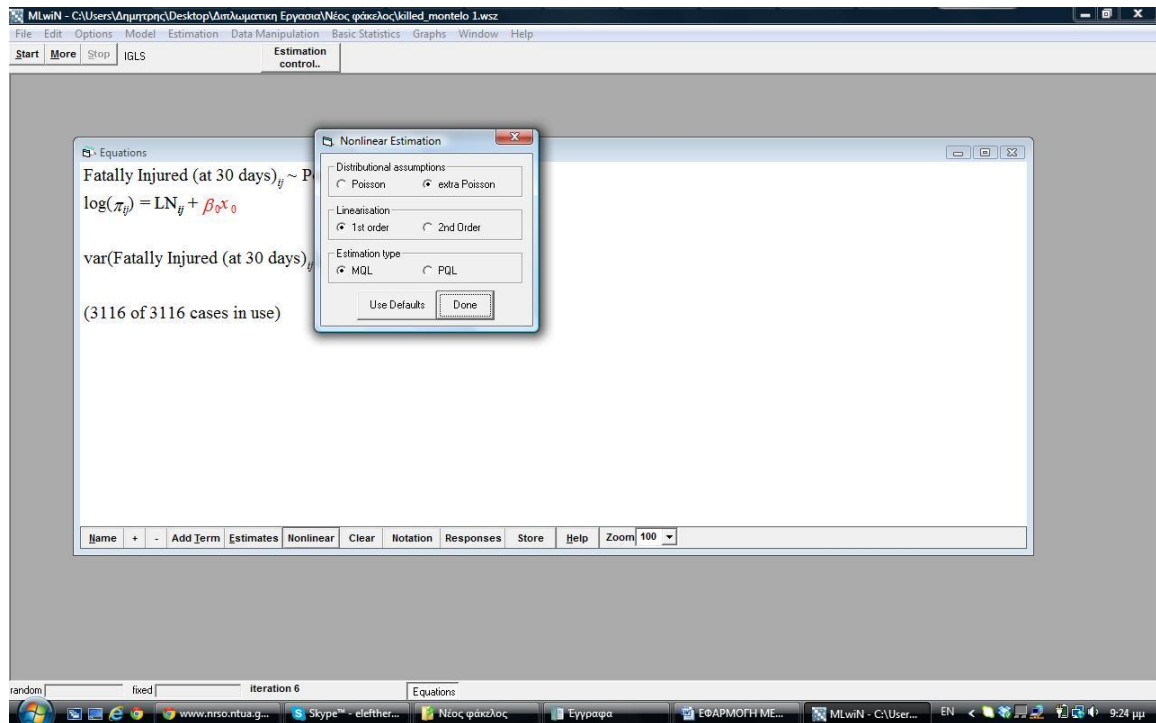 MLwiN - C:\Users\Δημητρης\Desktop\Διπλωματικη Εργασια\Νέος φάκελος\killed_montelo 1.wsz
File Edit Options Model Estimation Data Manipulation Basic Statistics Graphs Window Help
Start More Stop IGLS Estimation control..
Equations
Fatally Injured (at 30 days)ij ~ P
log(πij) = LNij + β0x0
var(Fatally Injured (at 30 days)ij
(3116 of 3116 cases in use)
Nonlinear Estimation
Distributional assumptions
Poisson extra Poisson
Linearisation
1st order 2nd Order
Estimation type
MQL PQL
Use Defaults Done
Name + - Add Term Estimates Nonlinear Clear Notation Responses Store Help Zoom 100
random fixed iteration 6 Equations
www.nrso.ntua.g... Skype™ - elefther... Νέος φάκελος Έγγραφα ΕΦΑΡΜΟΓΗ ΜΕ... MLwiN - C:\User... EN 9:24 μμ